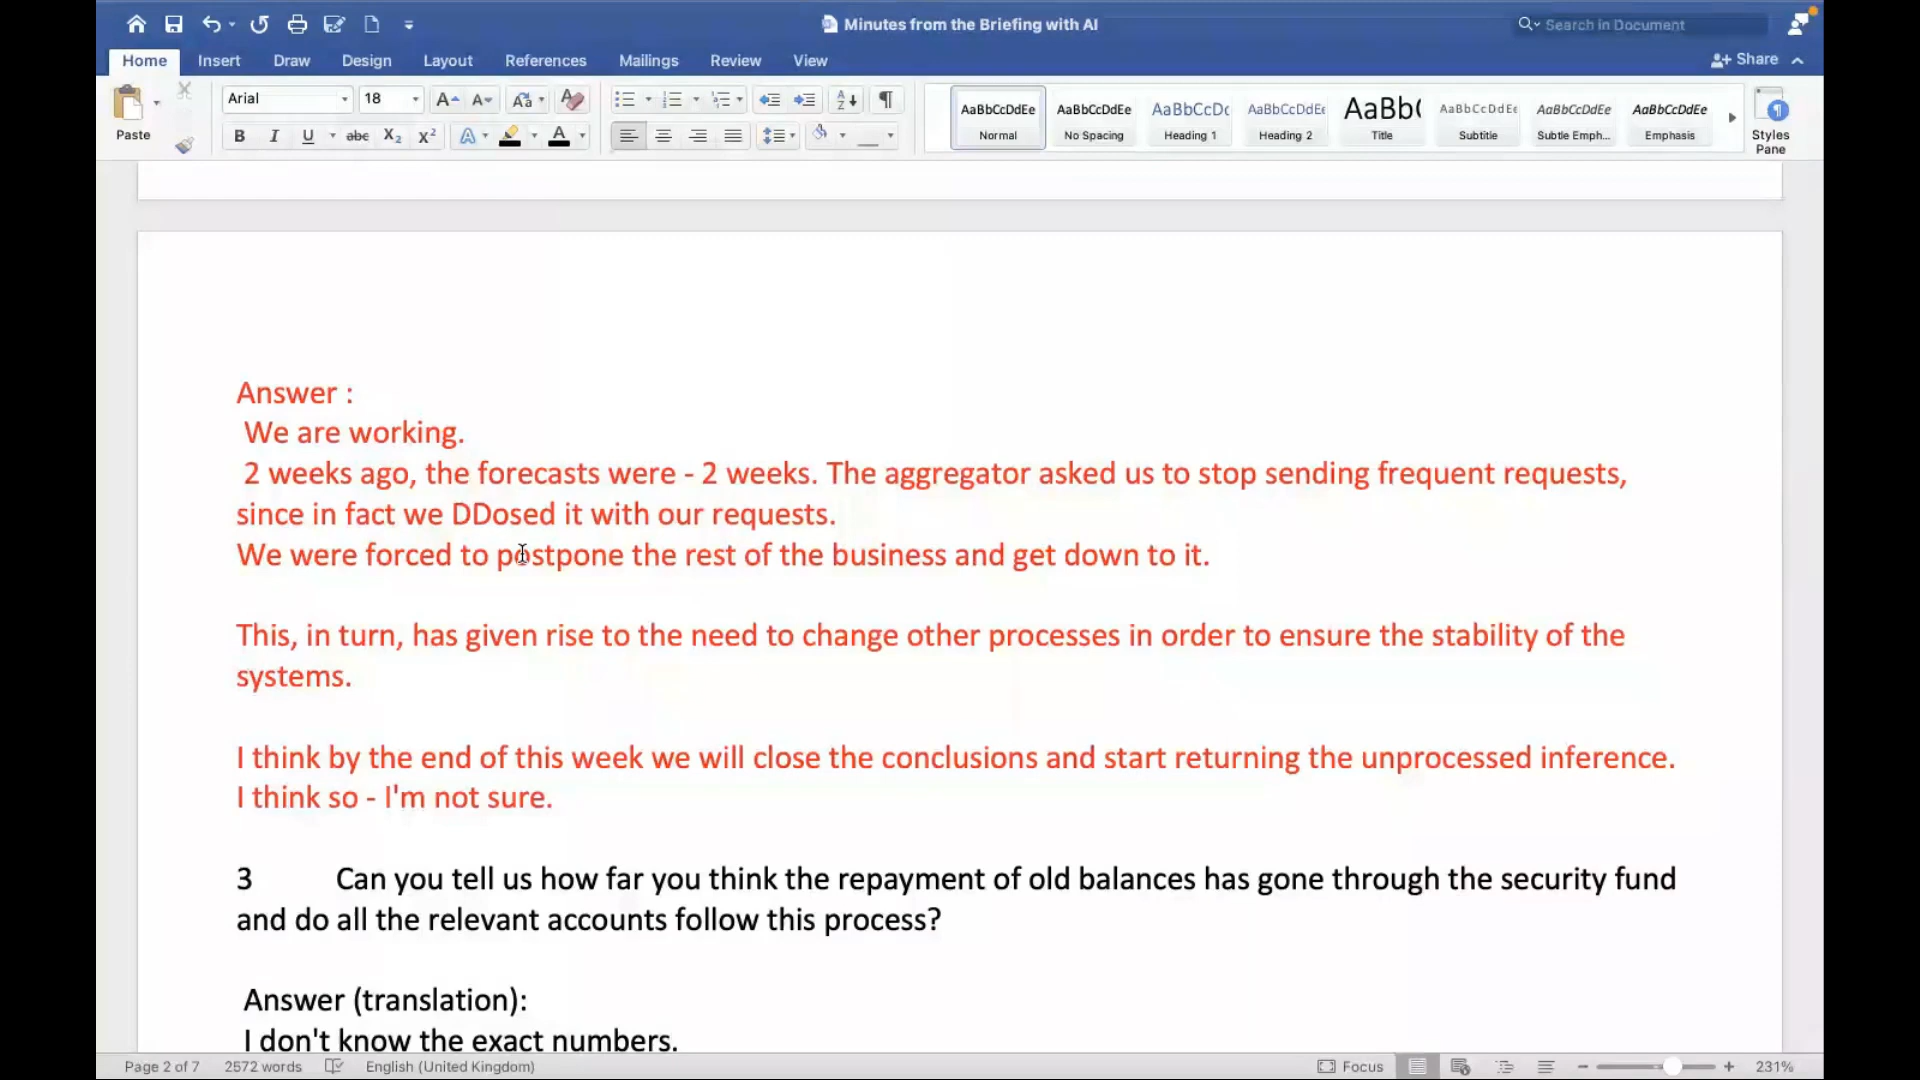 Minutes from the Briefing with AI
Search in Document
Home Insert Draw Design Layout References Mailings Review View
Share
Paste
Arial 18
AaBbCcDdEe AaBbCcDdEe AaBbCcDc AaBbCcDdEe AaBb( AaBbCcDdEe AaBbCcDdEe AaBbCcDdEe
Normal No Spacing Heading 1 Heading 2 Title Subtitle Subtle Emph... Emphasis
Styles
Pane
Answer :
We are working.
2 weeks ago, the forecasts were - 2 weeks. The aggregator asked us to stop sending frequent requests,
since in fact we DDosed it with our requests.
We were forced to postpone the rest of the business and get down to it.
This, in turn, has given rise to the need to change other processes in order to ensure the stability of the
systems.
I think by the end of this week we will close the conclusions and start returning the unprocessed inference.
I think so - I'm not sure.
3 Can you tell us how far you think the repayment of old balances has gone through the security fund
and do all the relevant accounts follow this process?
Answer (translation):
I don't know the exact numbers.
Page 2 of 7 2572 words English (United Kingdom) Focus 231%